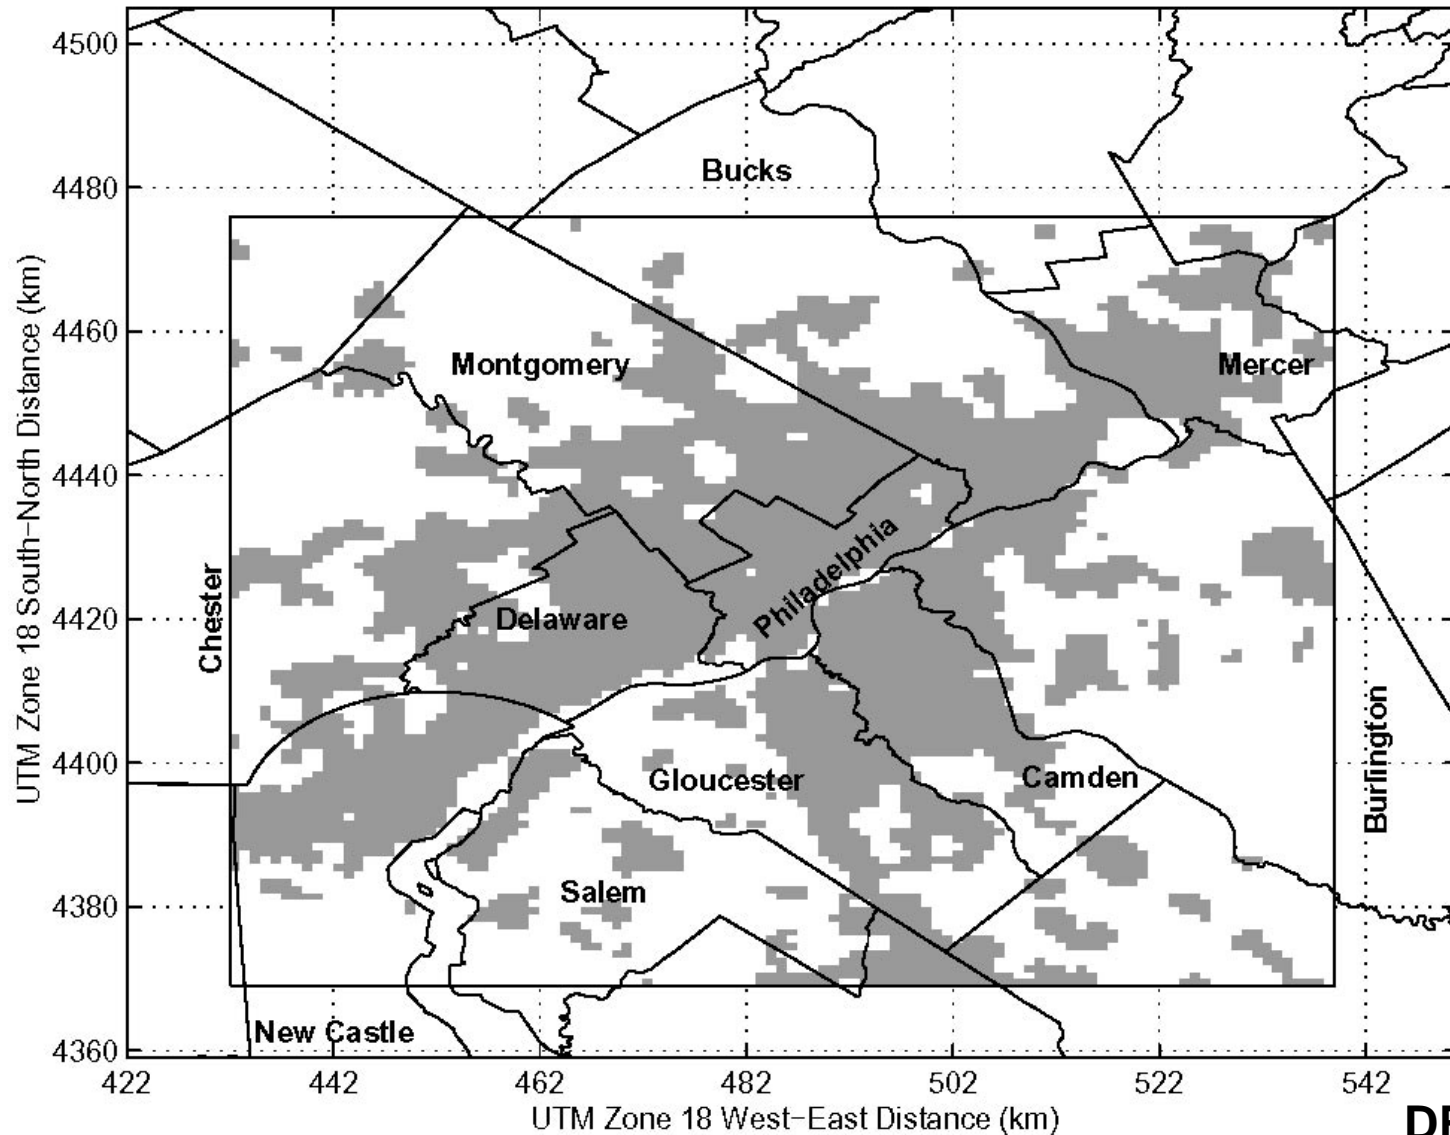 4500
4480
4460
4440
4420
4400
4380
4360
UTM Zone 18 South−North Distance (km)
Bucks
Montgomery
Mercer
Philadelphia
Chester
Delaware
Gloucester
Camden
Burlington
Salem
New Castle
422
442
462
482
502
522
542
UTM Zone 18 West−East Distance (km)